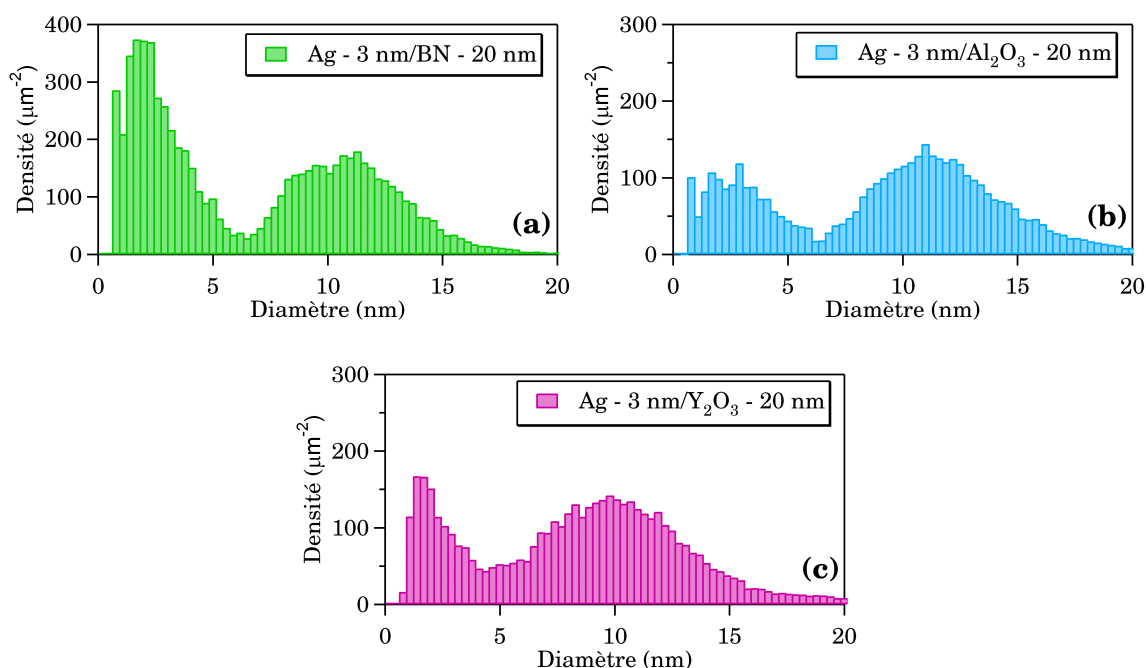 400
300
200
100
0
Densité (µm-2)
Ag - 3 nm/BN - 20 nm
(a)
0 5 10 15 20
Diamètre (nm)
300
200
100
0
Densité (µm-2)
Ag - 3 nm/Al2O3 - 20 nm
(b)
0 5 10 15 20
Diamètre (nm)
300
200
100
0
Densité (µm-2)
Ag - 3 nm/Y2O3 - 20 nm
(c)
0 5 10 15 20
Diamètre (nm)